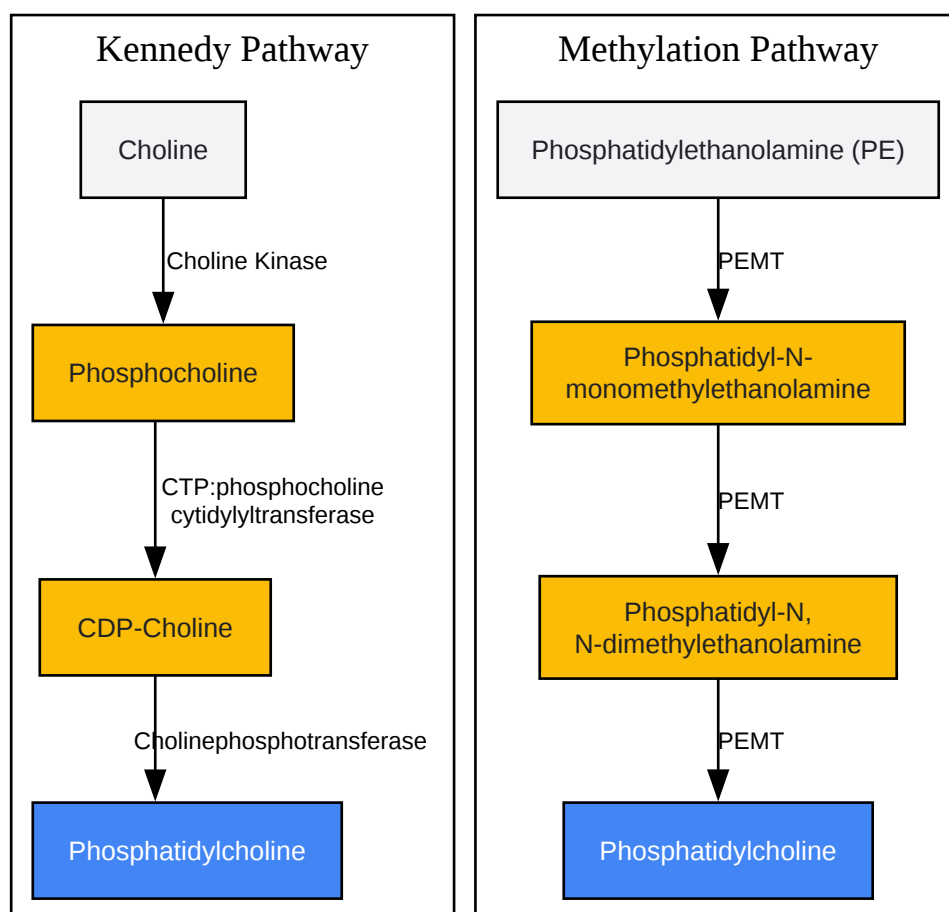 Kennedy Pathway
Choline
Choline Kinase
Phosphocholine
CTP:phosphocholine
cytidylyltransferase
CDP-Choline
Cholinephosphotransferase
Phosphatidylcholine
Methylation Pathway
Phosphatidylethanolamine (PE)
PEMT
Phosphatidyl-N-
monomethylethanolamine
PEMT
Phosphatidyl-N,
N-dimethylethanolamine
PEMT
Phosphatidylcholine